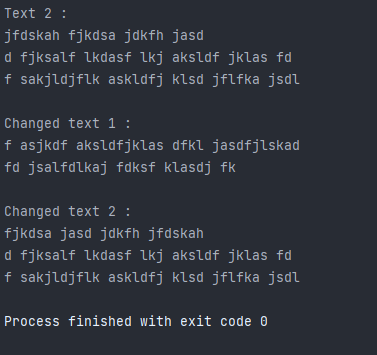 Text 2 :
jfdskah fjkdsa jdkfh jasd
d fjksalf lkdasf lkj aksldf jklas fd
f sakjldjflk askldfj klsd jflfka jsdl
Changed text 1 :
f asjkdf aksldfjklas dfkl jasdfjlskad
fd jsalfdlkaj fdksf klasdj fk
Changed text 2 :
fjkdsa jasd jdkfh jfdskah
d fjksalf lkdasf lkj aksldf jklas fd
f sakjldjflk askldfj klsd jflfka jsdl
Process finished with exit code 0